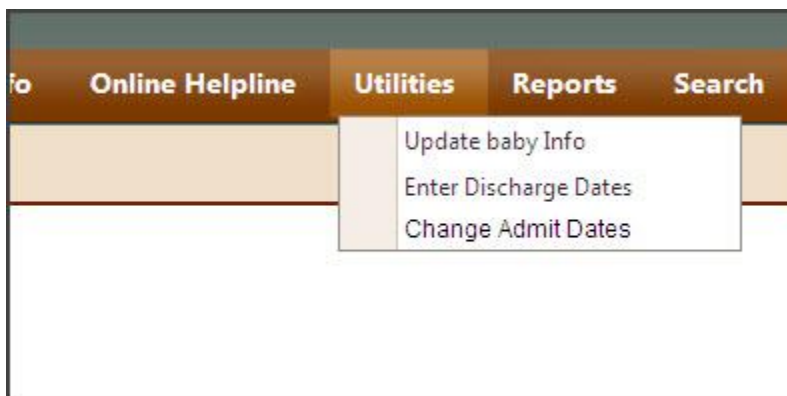 fo Online Helpline Utilities Reports Search
Update baby Info
Enter Discharge Dates
Change Admit Dates